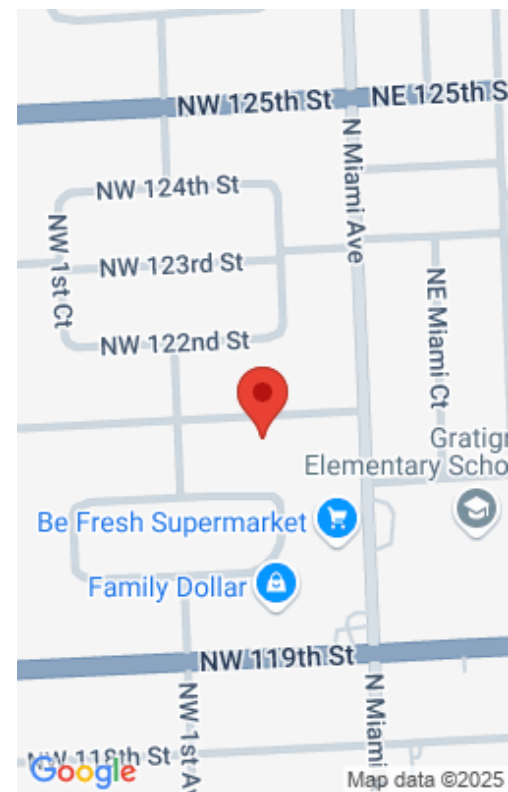 NW 125th St
NE 125th S
N Miami Ave
NW 124th St
NW 1st Ct
NW 123rd St
NE Miami Ct
NW 122nd St
Gratign
Elementary Scho
Be Fresh Supermarket
Family Dollar
NW 119th St
NW 1st Av
N Miami
NW 118th St
Google
Map data ©2025